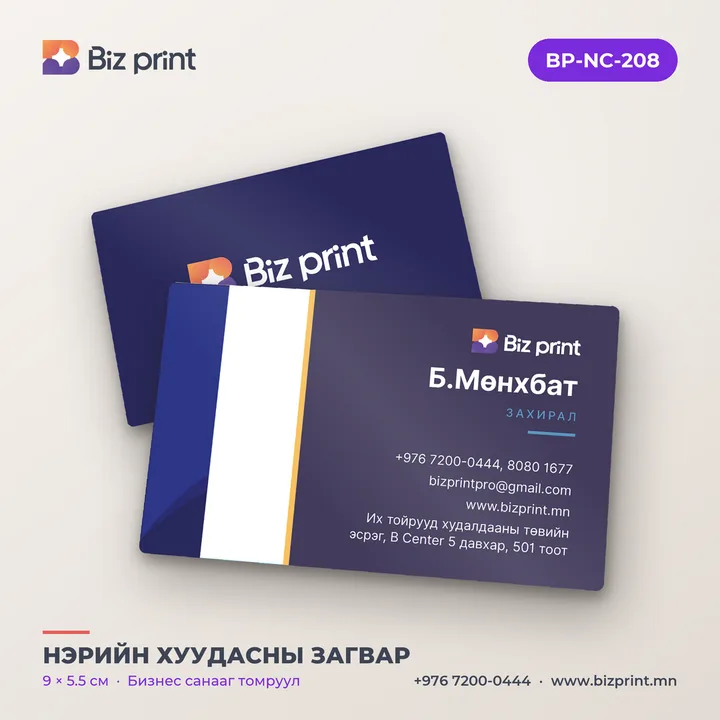 Biz print
BP-NC-208
Biz print
Biz print
Б.Мөнхбат
ЗАХИРАЛ
+976 7200-0444, 8080 1677
bizprintpro@gmail.com
www.bizprint.mn
Их тойрууд худалдааны төвийн
эсрэг, B Center 5 давхар, 501 тоот
НЭРИЙН ХУУДАСНЫ ЗАГВАР
9 × 5.5 см · Бизнес санааг томруул
+976 7200-0444 · www.bizprint.mn